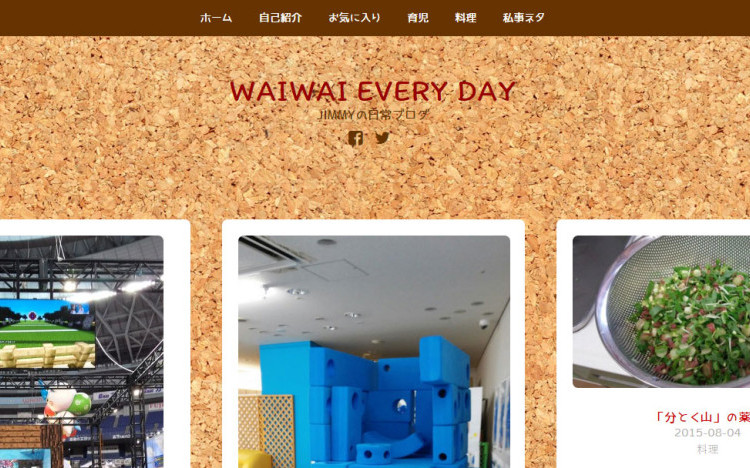 ホーム 自己紹介 お気に入り 育児 料理 私事ネタ
WAIWAI EVERY DAY
JIMMYの日常ブログ
「分とく山」の薬
2015-08-04
料理